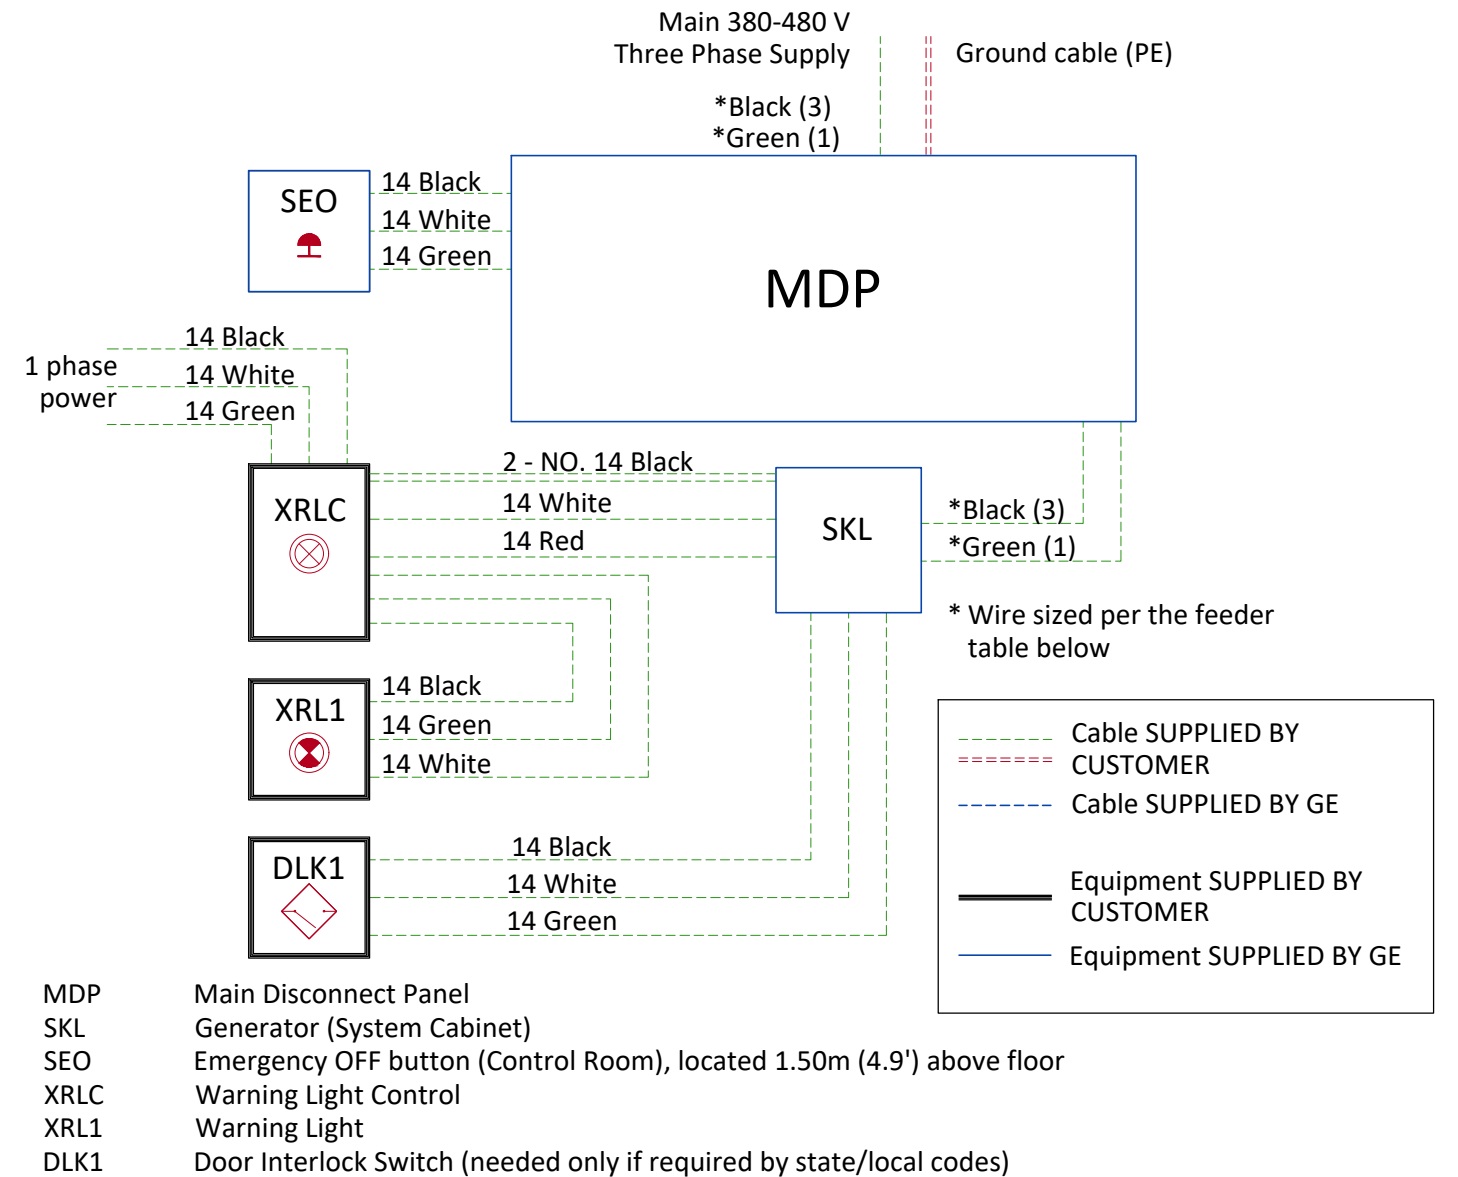 Main 380-480 V
Three Phase Supply
Ground cable (PE)
*Black (3)
*Green (1)
SEO
14 Black
14 White
14 Green
MDP
1 phase
power
14 Black
14 White
14 Green
XRLC
2 - NO. 14 Black
14 White
14 Red
SKL
*Black (3)
*Green (1)
* Wire sized per the feeder
table below
XRL1
14 Black
14 Green
14 White
DLK1
14 Black
14 White
14 Green
Cable SUPPLIED BY
CUSTOMER
Cable SUPPLIED BY GE
Equipment SUPPLIED BY
CUSTOMER
Equipment SUPPLIED BY GE
MDP Main Disconnect Panel
SKL Generator (System Cabinet)
SEO Emergency OFF button (Control Room), located 1.50m (4.9') above floor
XRLC Warning Light Control
XRL1 Warning Light
DLK1 Door Interlock Switch (needed only if required by state/local codes)